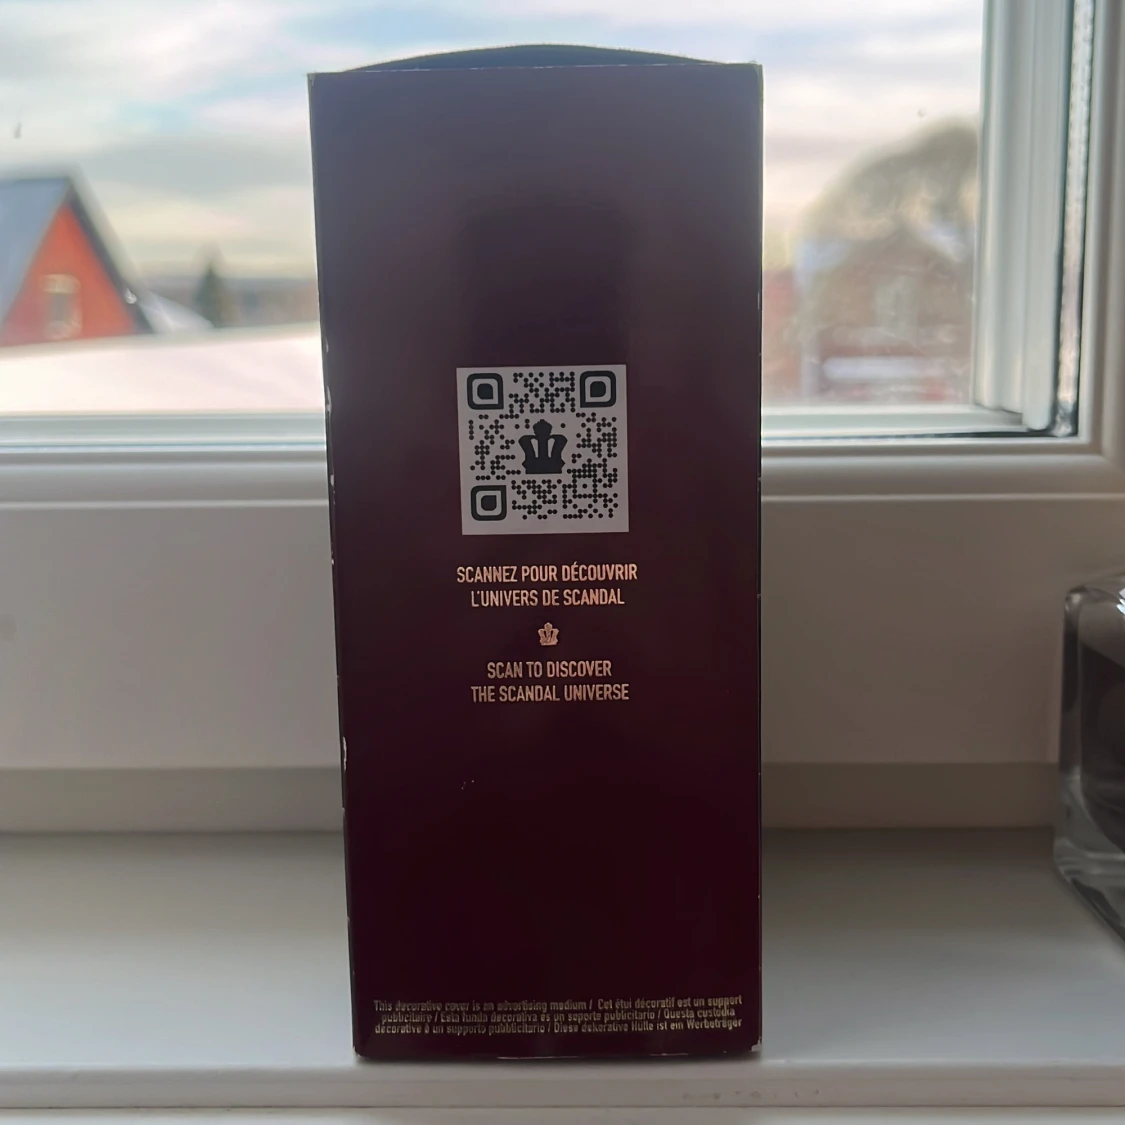 SCANNEZ POUR DÉCOUVRIR
L'UNIVERS DE SCANDAL
SCAN TO DISCOVER
THE SCANDAL UNIVERSE
This decorative cover is an advertising medium / Cet étui décoratif est un support
publicitaire / Esta funda decorativa es un soporte publicitario / Questa custodia
decorative è un supporto pubblicitario / Diese dekorative Hülle ist ein Werbeträger